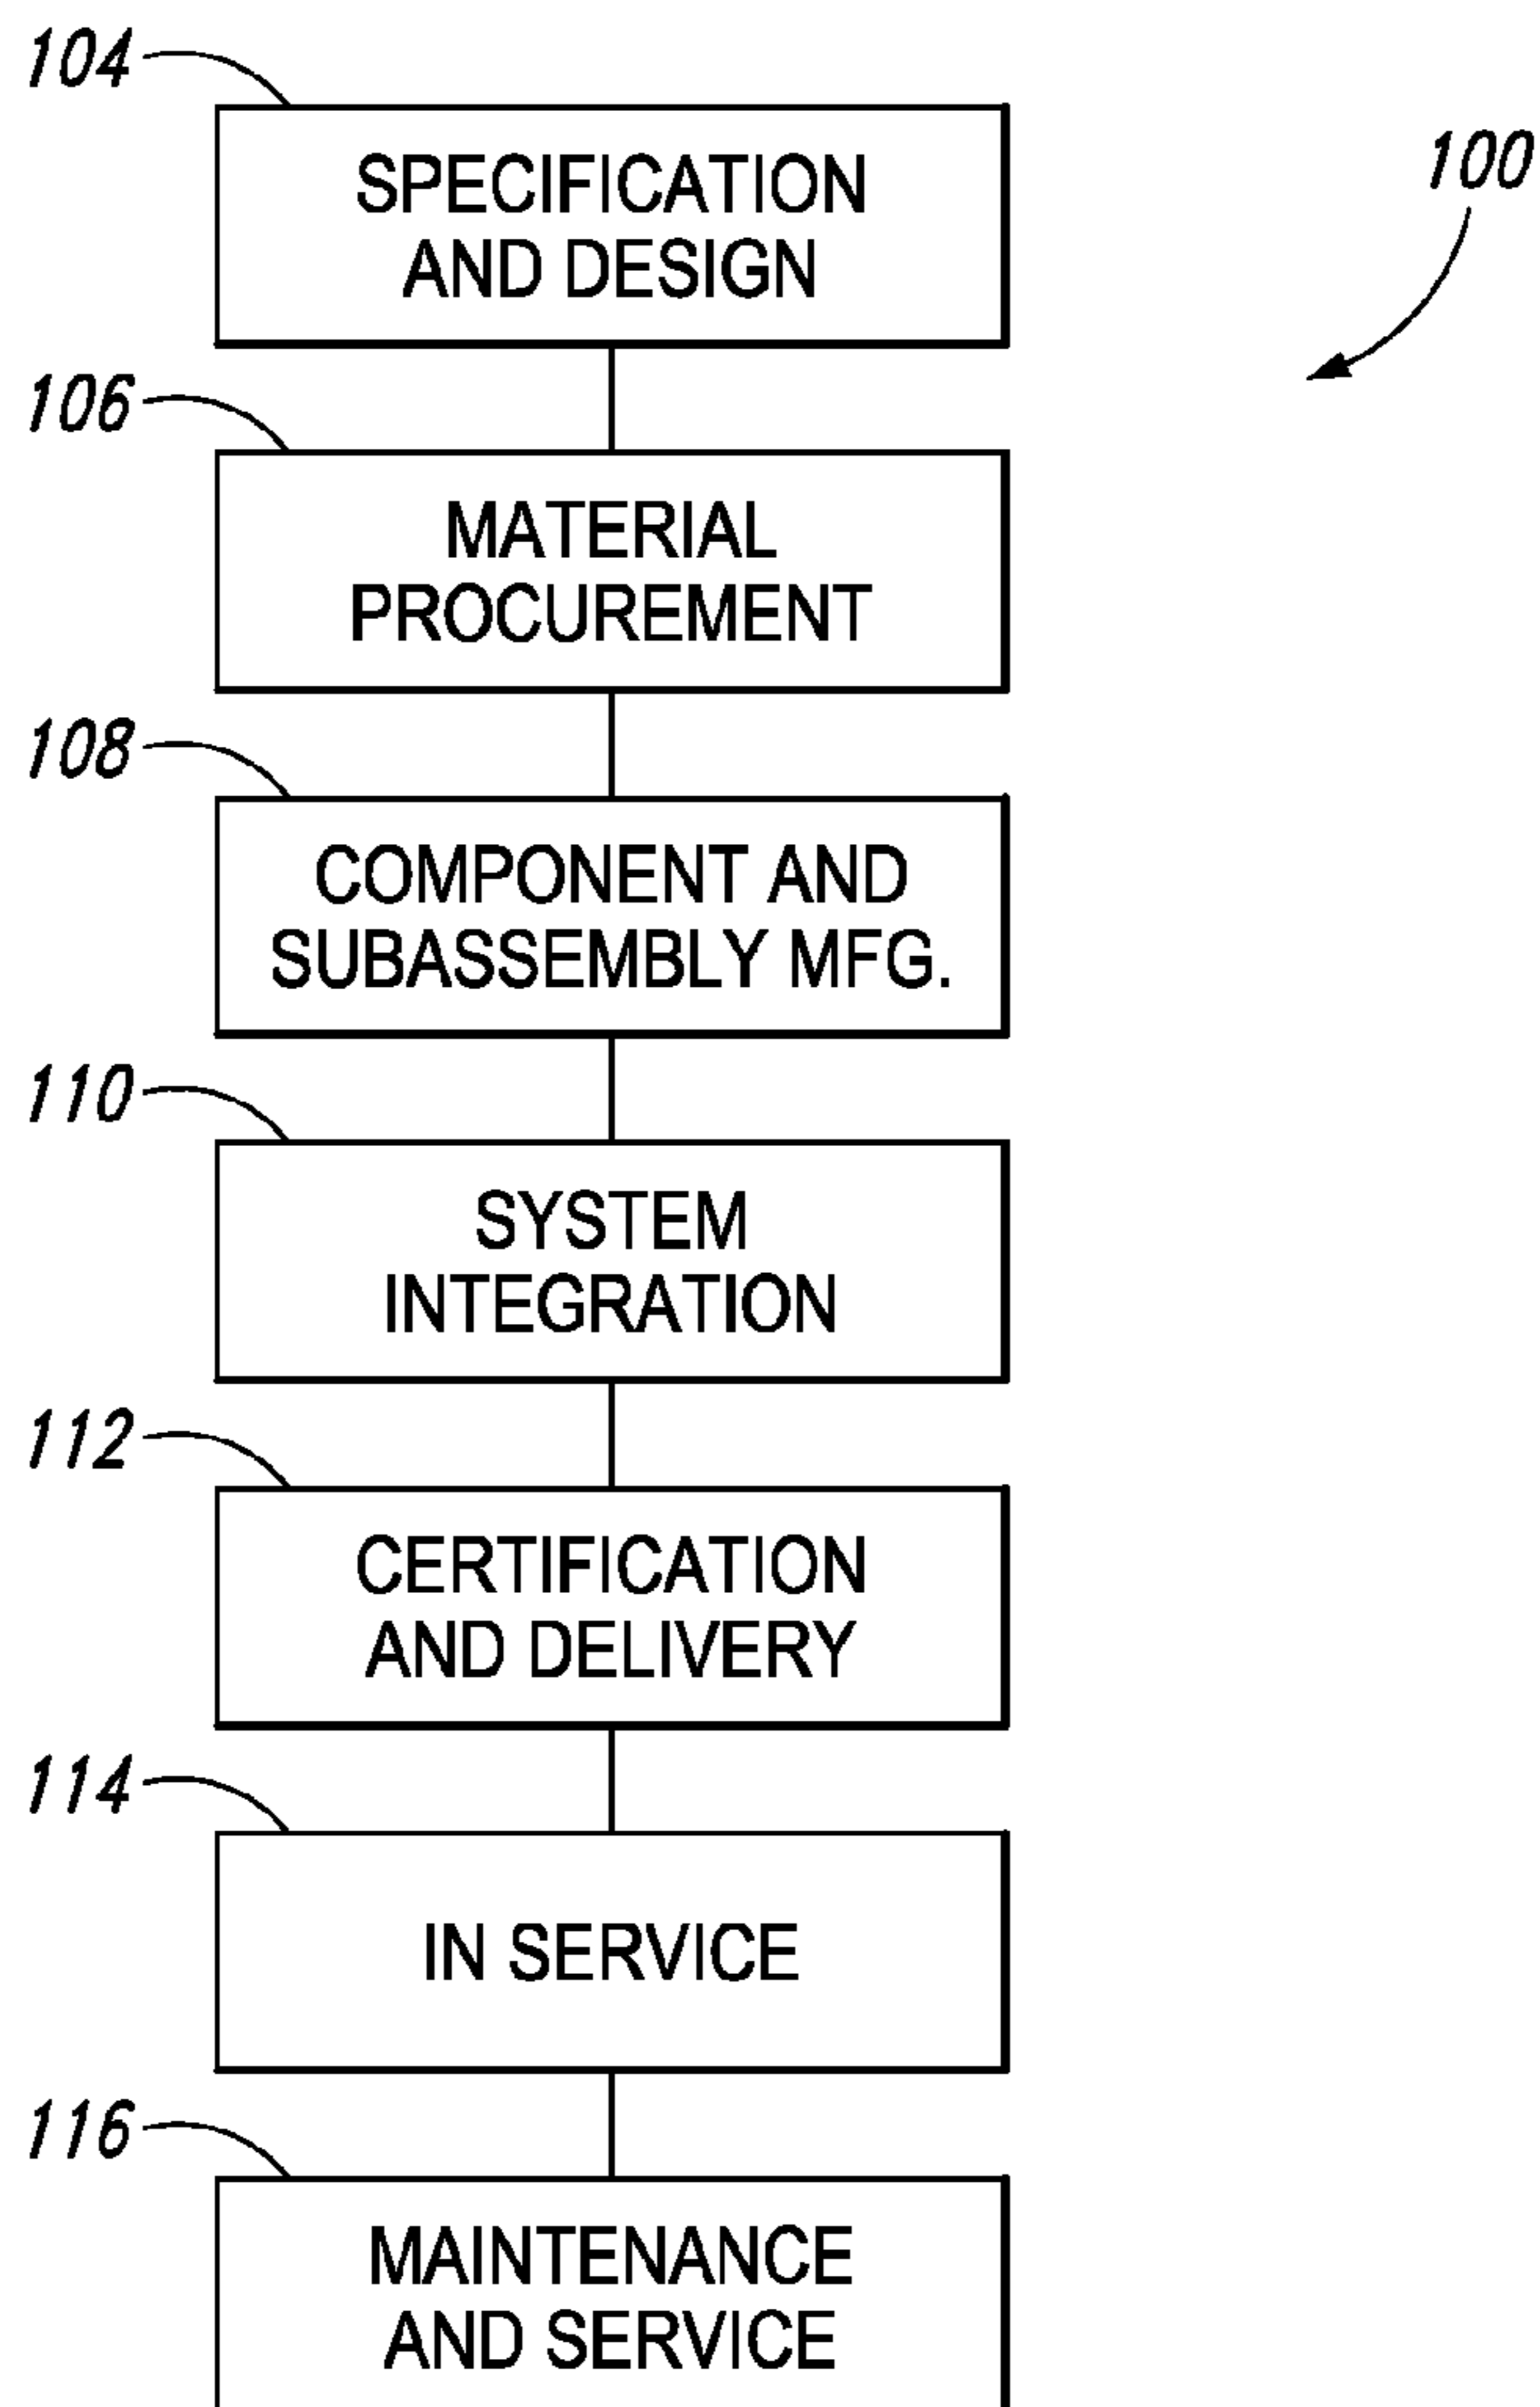 104
SPECIFICATION
AND DESIGN
100
106
MATERIAL
PROCUREMENT
108
COMPONENT AND
SUBASSEMBLY MFG.
110
SYSTEM
INTEGRATION
112
CERTIFICATION
AND DELIVERY
114
IN SERVICE
116
MAINTENANCE
AND SERVICE